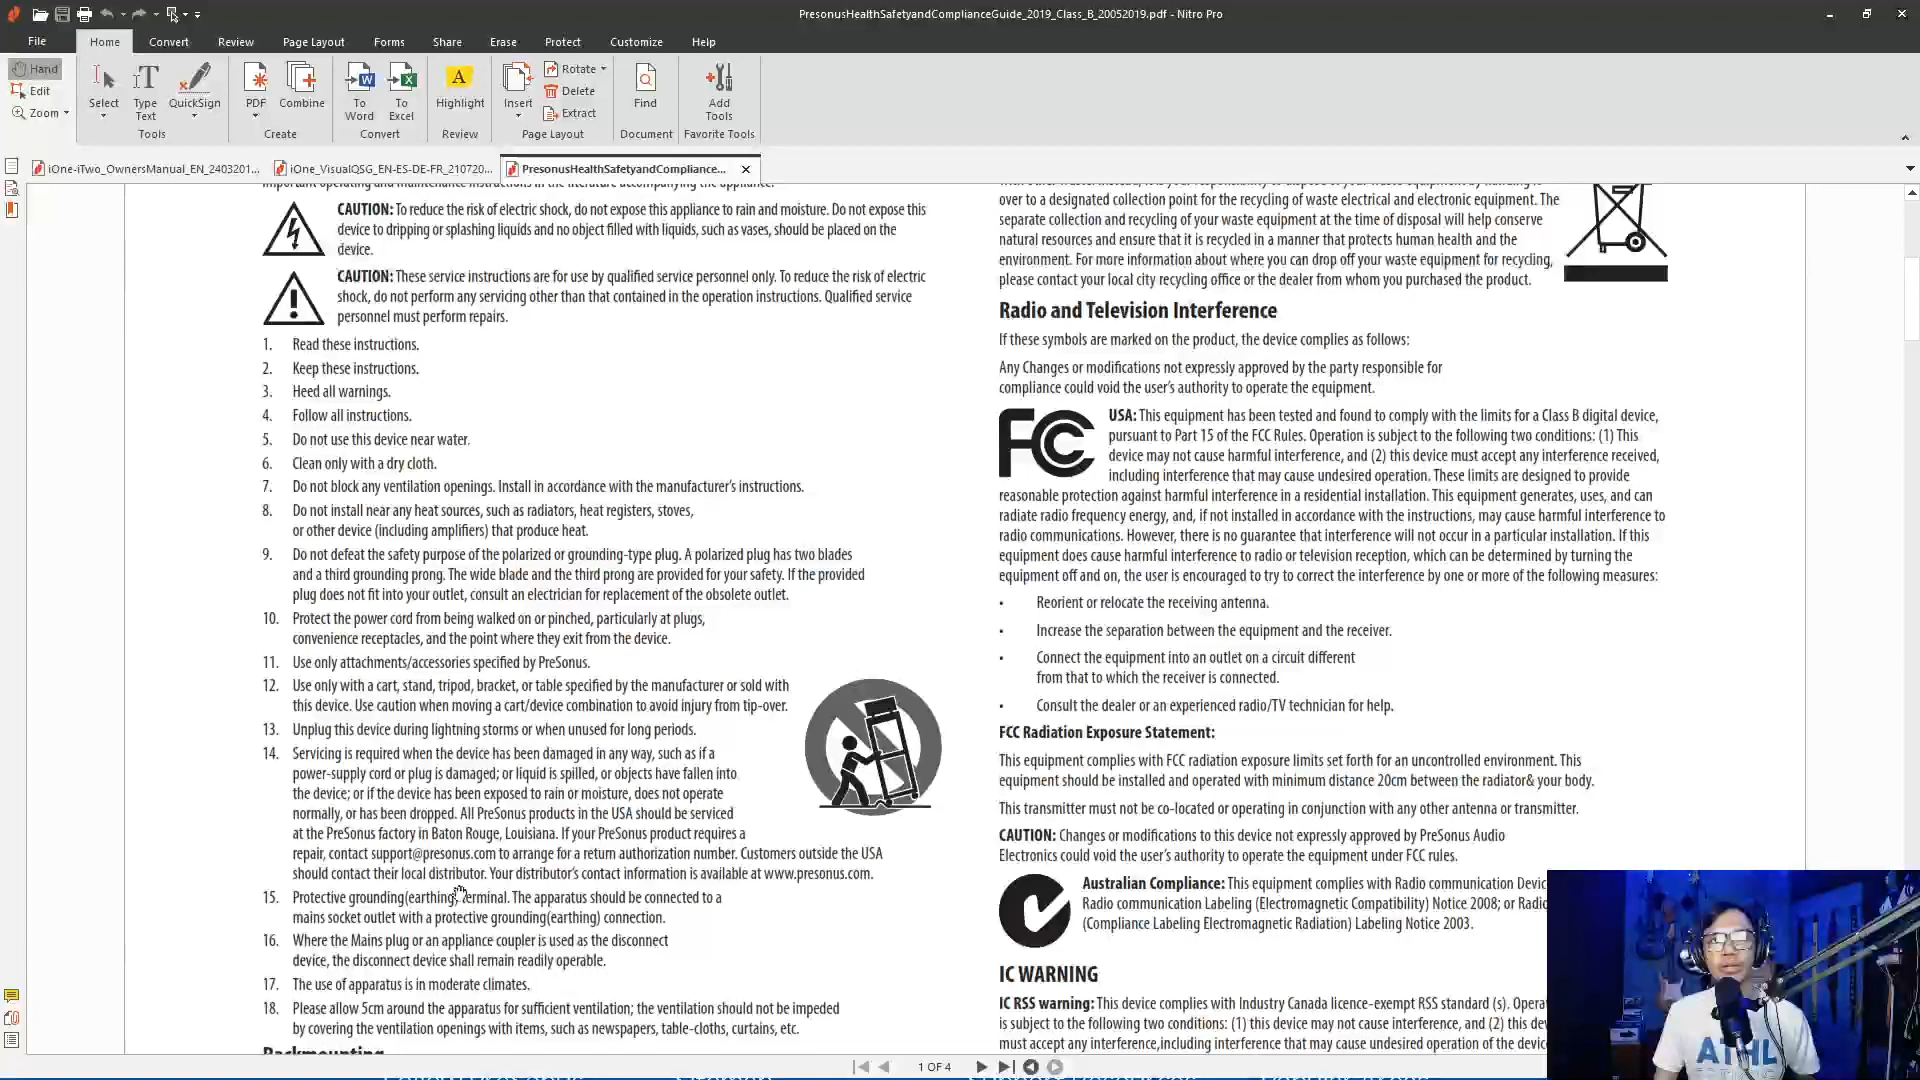 PresonusHealthSafetyandComplianceGuide_2019_Class_B_20052019.pdf - Nitro Pro
File
Home
Convert
Review
Page Layout
Forms
Share
Erase
Protect
Customize
Help
Hand
Edit
Zoom
Select
Type Text
QuickSign
Tools
PDF
Combine
Create
To Word
To Excel
Convert
Highlight
Review
Insert
Rotate
Delete
Extract
Page Layout
Find
Document
Add Tools
Favorite Tools
iOne-iTwo_OwnersManual_EN_2403201...
iOne_VisualQSG_EN-ES-DE-FR_210720...
PresonusHealthSafetyandCompliance...
important operating and maintenance instructions in the literature accompanying the appliance.
CAUTION: To reduce the risk of electric shock, do not expose this appliance to rain and moisture. Do not expose this
device to dripping or splashing liquids and no object filled with liquids, such as vases, should be placed on the
device.
CAUTION: These service instructions are for use by qualified service personnel only. To reduce the risk of electric
shock, do not perform any servicing other than that contained in the operation instructions. Qualified service
personnel must perform repairs.
1. Read these instructions.
2. Keep these instructions.
3. Heed all warnings.
4. Follow all instructions.
5. Do not use this device near water.
6. Clean only with a dry cloth.
7. Do not block any ventilation openings. Install in accordance with the manufacturer's instructions.
8. Do not install near any heat sources, such as radiators, heat registers, stoves,
or other device (including amplifiers) that produce heat.
9. Do not defeat the safety purpose of the polarized or grounding-type plug. A polarized plug has two blades
and a third grounding prong. The wide blade and the third prong are provided for your safety. If the provided
plug does not fit into your outlet, consult an electrician for replacement of the obsolete outlet.
10. Protect the power cord from being walked on or pinched, particularly at plugs,
convenience receptacles, and the point where they exit from the device.
11. Use only attachments/accessories specified by PreSonus.
12. Use only with a cart, stand, tripod, bracket, or table specified by the manufacturer or sold with
this device. Use caution when moving a cart/device combination to avoid injury from tip-over.
13. Unplug this device during lightning storms or when unused for long periods.
14. Servicing is required when the device has been damaged in any way, such as if a
power-supply cord or plug is damaged; or liquid is spilled, or objects have fallen into
the device; or if the device has been exposed to rain or moisture, does not operate
normally, or has been dropped. All PreSonus products in the USA should be serviced
at the PreSonus factory in Baton Rouge, Louisiana. If your PreSonus product requires a
repair, contact support@presonus.com to arrange for a return authorization number. Customers outside the USA
should contact their local distributor. Your distributor's contact information is available at www.presonus.com.
15. Protective grounding(earthing) terminal. The apparatus should be connected to a
mains socket outlet with a protective grounding(earthing) connection.
16. Where the Mains plug or an appliance coupler is used as the disconnect
device, the disconnect device shall remain readily operable.
17. The use of apparatus is in moderate climates.
18. Please allow 5cm around the apparatus for sufficient ventilation; the ventilation should not be impeded
by covering the ventilation openings with items, such as newspapers, table-cloths, curtains, etc.
Rackmounting
over to a designated collection point for the recycling of waste electrical and electronic equipment. The
separate collection and recycling of your waste equipment at the time of disposal will help conserve
natural resources and ensure that it is recycled in a manner that protects human health and the
environment. For more information about where you can drop off your waste equipment for recycling,
please contact your local city recycling office or the dealer from whom you purchased the product.
Radio and Television Interference
If these symbols are marked on the product, the device complies as follows:
Any Changes or modifications not expressly approved by the party responsible for
compliance could void the user's authority to operate the equipment.
FC
USA: This equipment has been tested and found to comply with the limits for a Class B digital device,
pursuant to Part 15 of the FCC Rules. Operation is subject to the following two conditions: (1) This
device may not cause harmful interference, and (2) this device must accept any interference received,
including interference that may cause undesired operation. These limits are designed to provide
reasonable protection against harmful interference in a residential installation. This equipment generates, uses, and can
radiate radio frequency energy, and, if not installed in accordance with the instructions, may cause harmful interference to
radio communications. However, there is no guarantee that interference will not occur in a particular installation. If this
equipment does cause harmful interference to radio or television reception, which can be determined by turning the
equipment off and on, the user is encouraged to try to correct the interference by one or more of the following measures:
• Reorient or relocate the receiving antenna.
• Increase the separation between the equipment and the receiver.
• Connect the equipment into an outlet on a circuit different
from that to which the receiver is connected.
• Consult the dealer or an experienced radio/TV technician for help.
FCC Radiation Exposure Statement:
This equipment complies with FCC radiation exposure limits set forth for an uncontrolled environment. This
equipment should be installed and operated with minimum distance 20cm between the radiator& your body.
This transmitter must not be co-located or operating in conjunction with any other antenna or transmitter.
CAUTION: Changes or modifications to this device not expressly approved by PreSonus Audio
Electronics could void the user's authority to operate the equipment under FCC rules.
Australian Compliance: This equipment complies with Radio communication Devic
Radio communication Labeling (Electromagnetic Compatibility) Notice 2008; or Radio
(Compliance Labeling Electromagnetic Radiation) Labeling Notice 2003.
IC WARNING
IC RSS warning: This device complies with Industry Canada licence-exempt RSS standard (s). Opera
is subject to the following two conditions: (1) this device may not cause interference, and (2) this dev
must accept any interference,including interference that may cause undesired operation of the device
1 OF 4